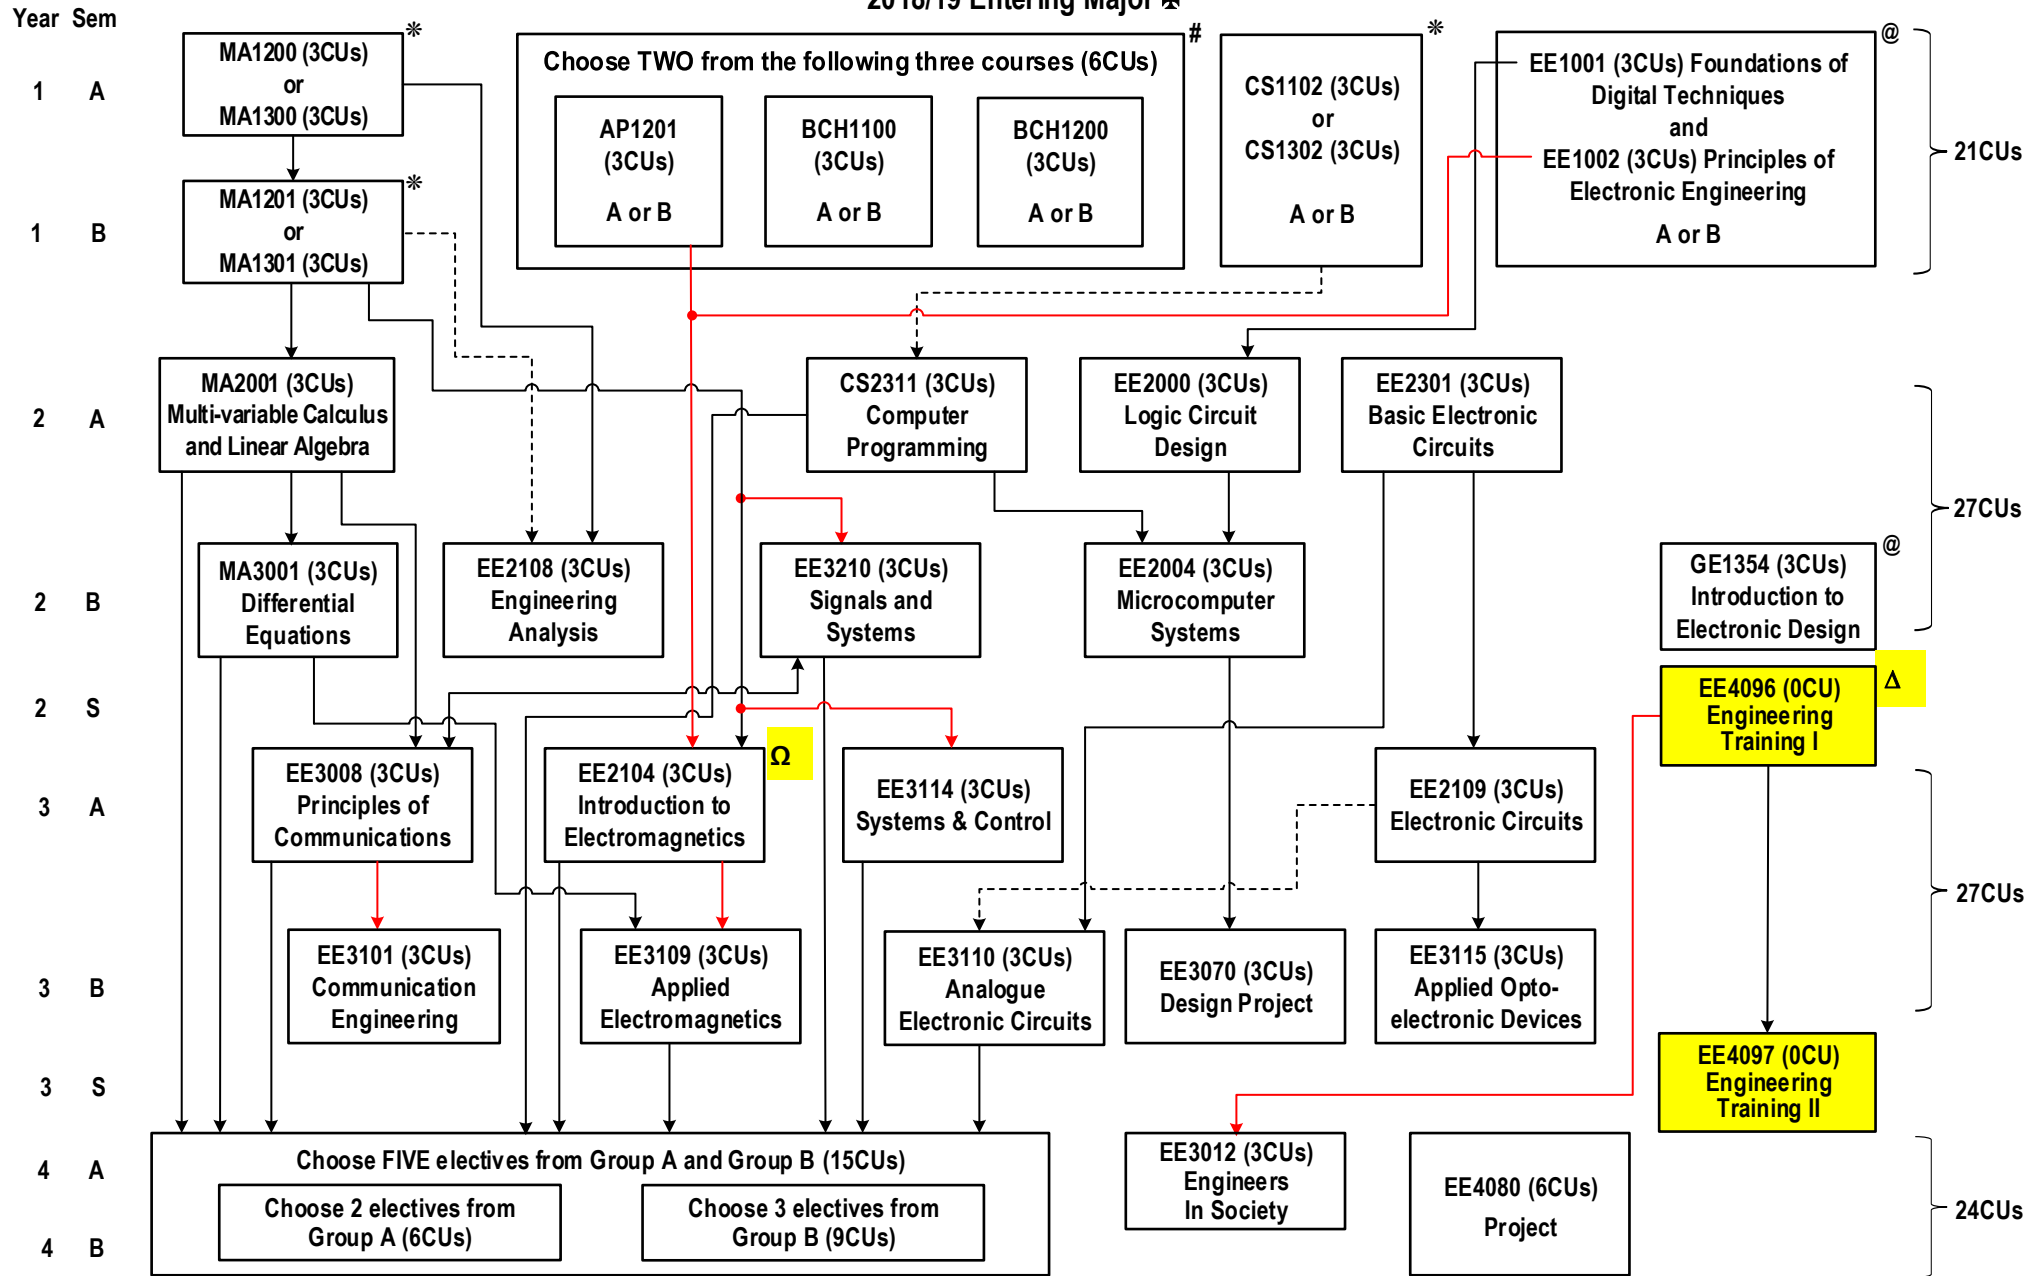 2018/19 Entering Major ✠
Year Sem
1 A
MA1200 (3CUs)
or
MA1300 (3CUs)
❊
Choose TWO from the following three courses (6CUs)
#
AP1201
(3CUs)
A or B
BCH1100
(3CUs)
A or B
BCH1200
(3CUs)
A or B
CS1102 (3CUs)
or
CS1302 (3CUs)
A or B
❊
EE1001 (3CUs) Foundations of
Digital Techniques
and
EE1002 (3CUs) Principles of
Electronic Engineering
A or B
@
21CUs
1 B
MA1201 (3CUs)
or
MA1301 (3CUs)
❊
2 A
MA2001 (3CUs)
Multi-variable Calculus
and Linear Algebra
CS2311 (3CUs)
Computer
Programming
EE2000 (3CUs)
Logic Circuit
Design
EE2301 (3CUs)
Basic Electronic
Circuits
27CUs
2 B
MA3001 (3CUs)
Differential
Equations
EE2108 (3CUs)
Engineering
Analysis
EE3210 (3CUs)
Signals and
Systems
EE2004 (3CUs)
Microcomputer
Systems
GE1354 (3CUs)
Introduction to
Electronic Design
@
2 S
EE4096 (0CU)
Engineering
Training I
Δ
3 A
EE3008 (3CUs)
Principles of
Communications
EE2104 (3CUs)
Introduction to
Electromagnetics
Ω
EE3114 (3CUs)
Systems & Control
EE2109 (3CUs)
Electronic Circuits
27CUs
3 B
EE3101 (3CUs)
Communication
Engineering
EE3109 (3CUs)
Applied
Electromagnetics
EE3110 (3CUs)
Analogue
Electronic Circuits
EE3070 (3CUs)
Design Project
EE3115 (3CUs)
Applied Opto-
electronic Devices
3 S
EE4097 (0CU)
Engineering
Training II
4 A
Choose FIVE electives from Group A and Group B (15CUs)
Choose 2 electives from
Group A (6CUs)
Choose 3 electives from
Group B (9CUs)
EE3012 (3CUs)
Engineers
In Society
EE4080 (6CUs)
Project
24CUs
4 B